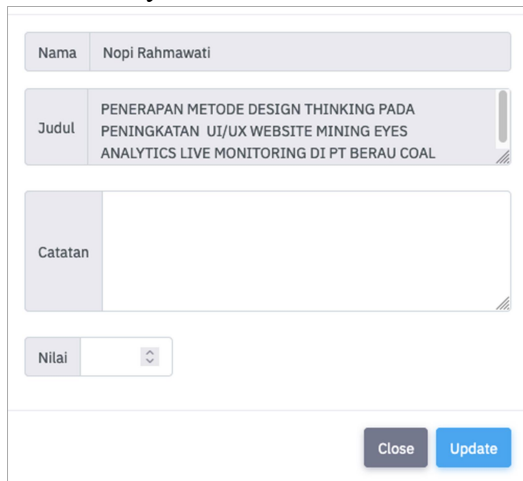 Nama Nopi Rahmawati
Judul
PENERAPAN METODE DESIGN THINKING PADA
PENINGKATAN UI/UX WEBSITE MINING EYES
ANALYTICS LIVE MONITORING DI PT BERAU COAL
Catatan
Nilai
Close Update